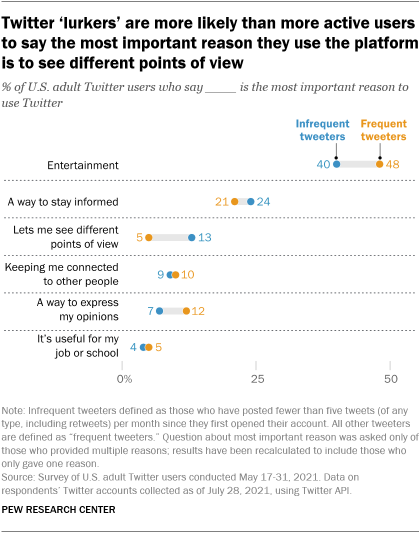 Twitter ‘lurkers’ are more likely than more active users
to say the most important reason they use the platform
is to see different points of view
% of U.S. adult Twitter users who say _____ is the most important reason to
use Twitter
Infrequent tweeters
Frequent tweeters
Entertainment 40 48
A way to stay informed 21 24
Lets me see different
points of view 5 13
Keeping me connected
to other people 9 10
A way to express
my opinions 7 12
It’s useful for my
job or school 4 5
0% 25 50
Note: Infrequent tweeters defined as those who have posted fewer than five tweets (of any
type, including retweets) per month since they first opened their account. All other tweeters
are defined as “frequent tweeters.” Question about most important reason was asked only of
those who provided multiple reasons; results have been recalculated to include those who
only gave one reason.
Source: Survey of U.S. adult Twitter users conducted May 17-31, 2021. Data on
respondents’ Twitter accounts collected as of July 28, 2021, using Twitter API.
PEW RESEARCH CENTER